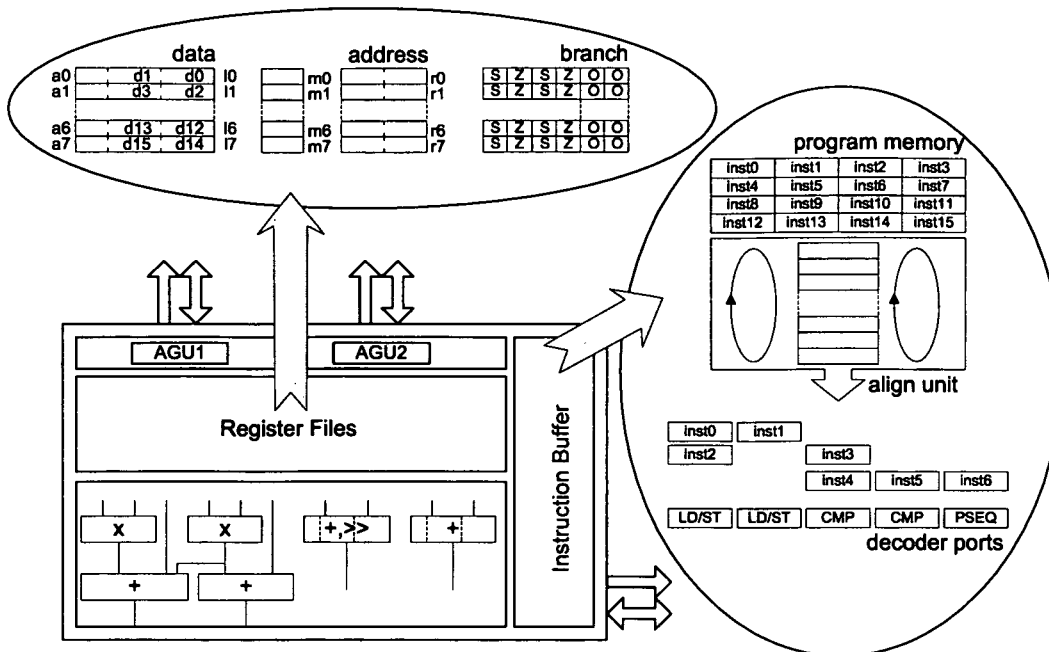 data address branch
a0 d1 d0 l0 m0 r0 S Z S Z O O
a1 d3 d2 l1 m1 r1 S Z S Z O O
a6 d13 d12 l6 m6 r6 S Z S Z O O
a7 d15 d14 l7 m7 r7 S Z S Z O O
program memory
inst0 inst1 inst2 inst3
inst4 inst5 inst6 inst7
inst8 inst9 inst10 inst11
inst12 inst13 inst14 inst15
align unit
inst0 inst1
inst2 inst3
inst4 inst5 inst6
LD/ST LD/ST CMP CMP PSEQ
decoder ports
AGU1 AGU2
Register Files
Instruction Buffer
x x +,>> +
+ +